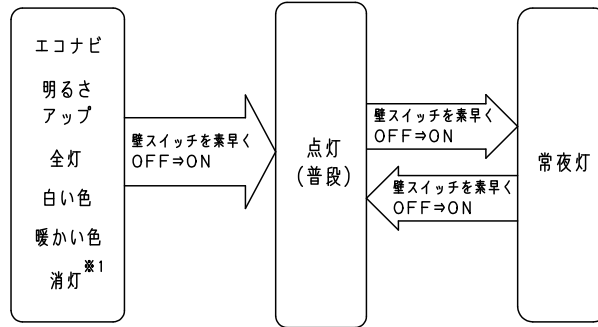 エコナビ
明るさ
アップ
全灯
白い色
暖かい色
消灯※1
壁スイッチを素早く
OFF⇒ON
点灯
(普段)
壁スイッチを素早く
OFF⇒ON
壁スイッチを素早く
OFF⇒ON
常夜灯